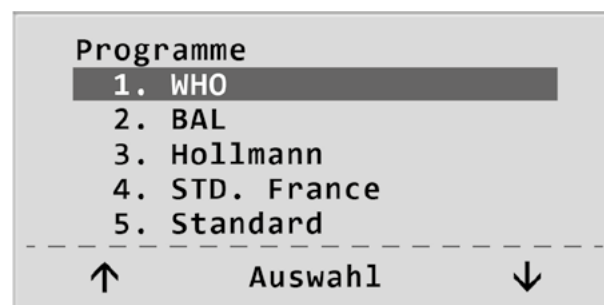 Programme
1. WHO
2. BAL
3. Hollmann
4. STD. France
5. Standard
↑ Auswahl ↓